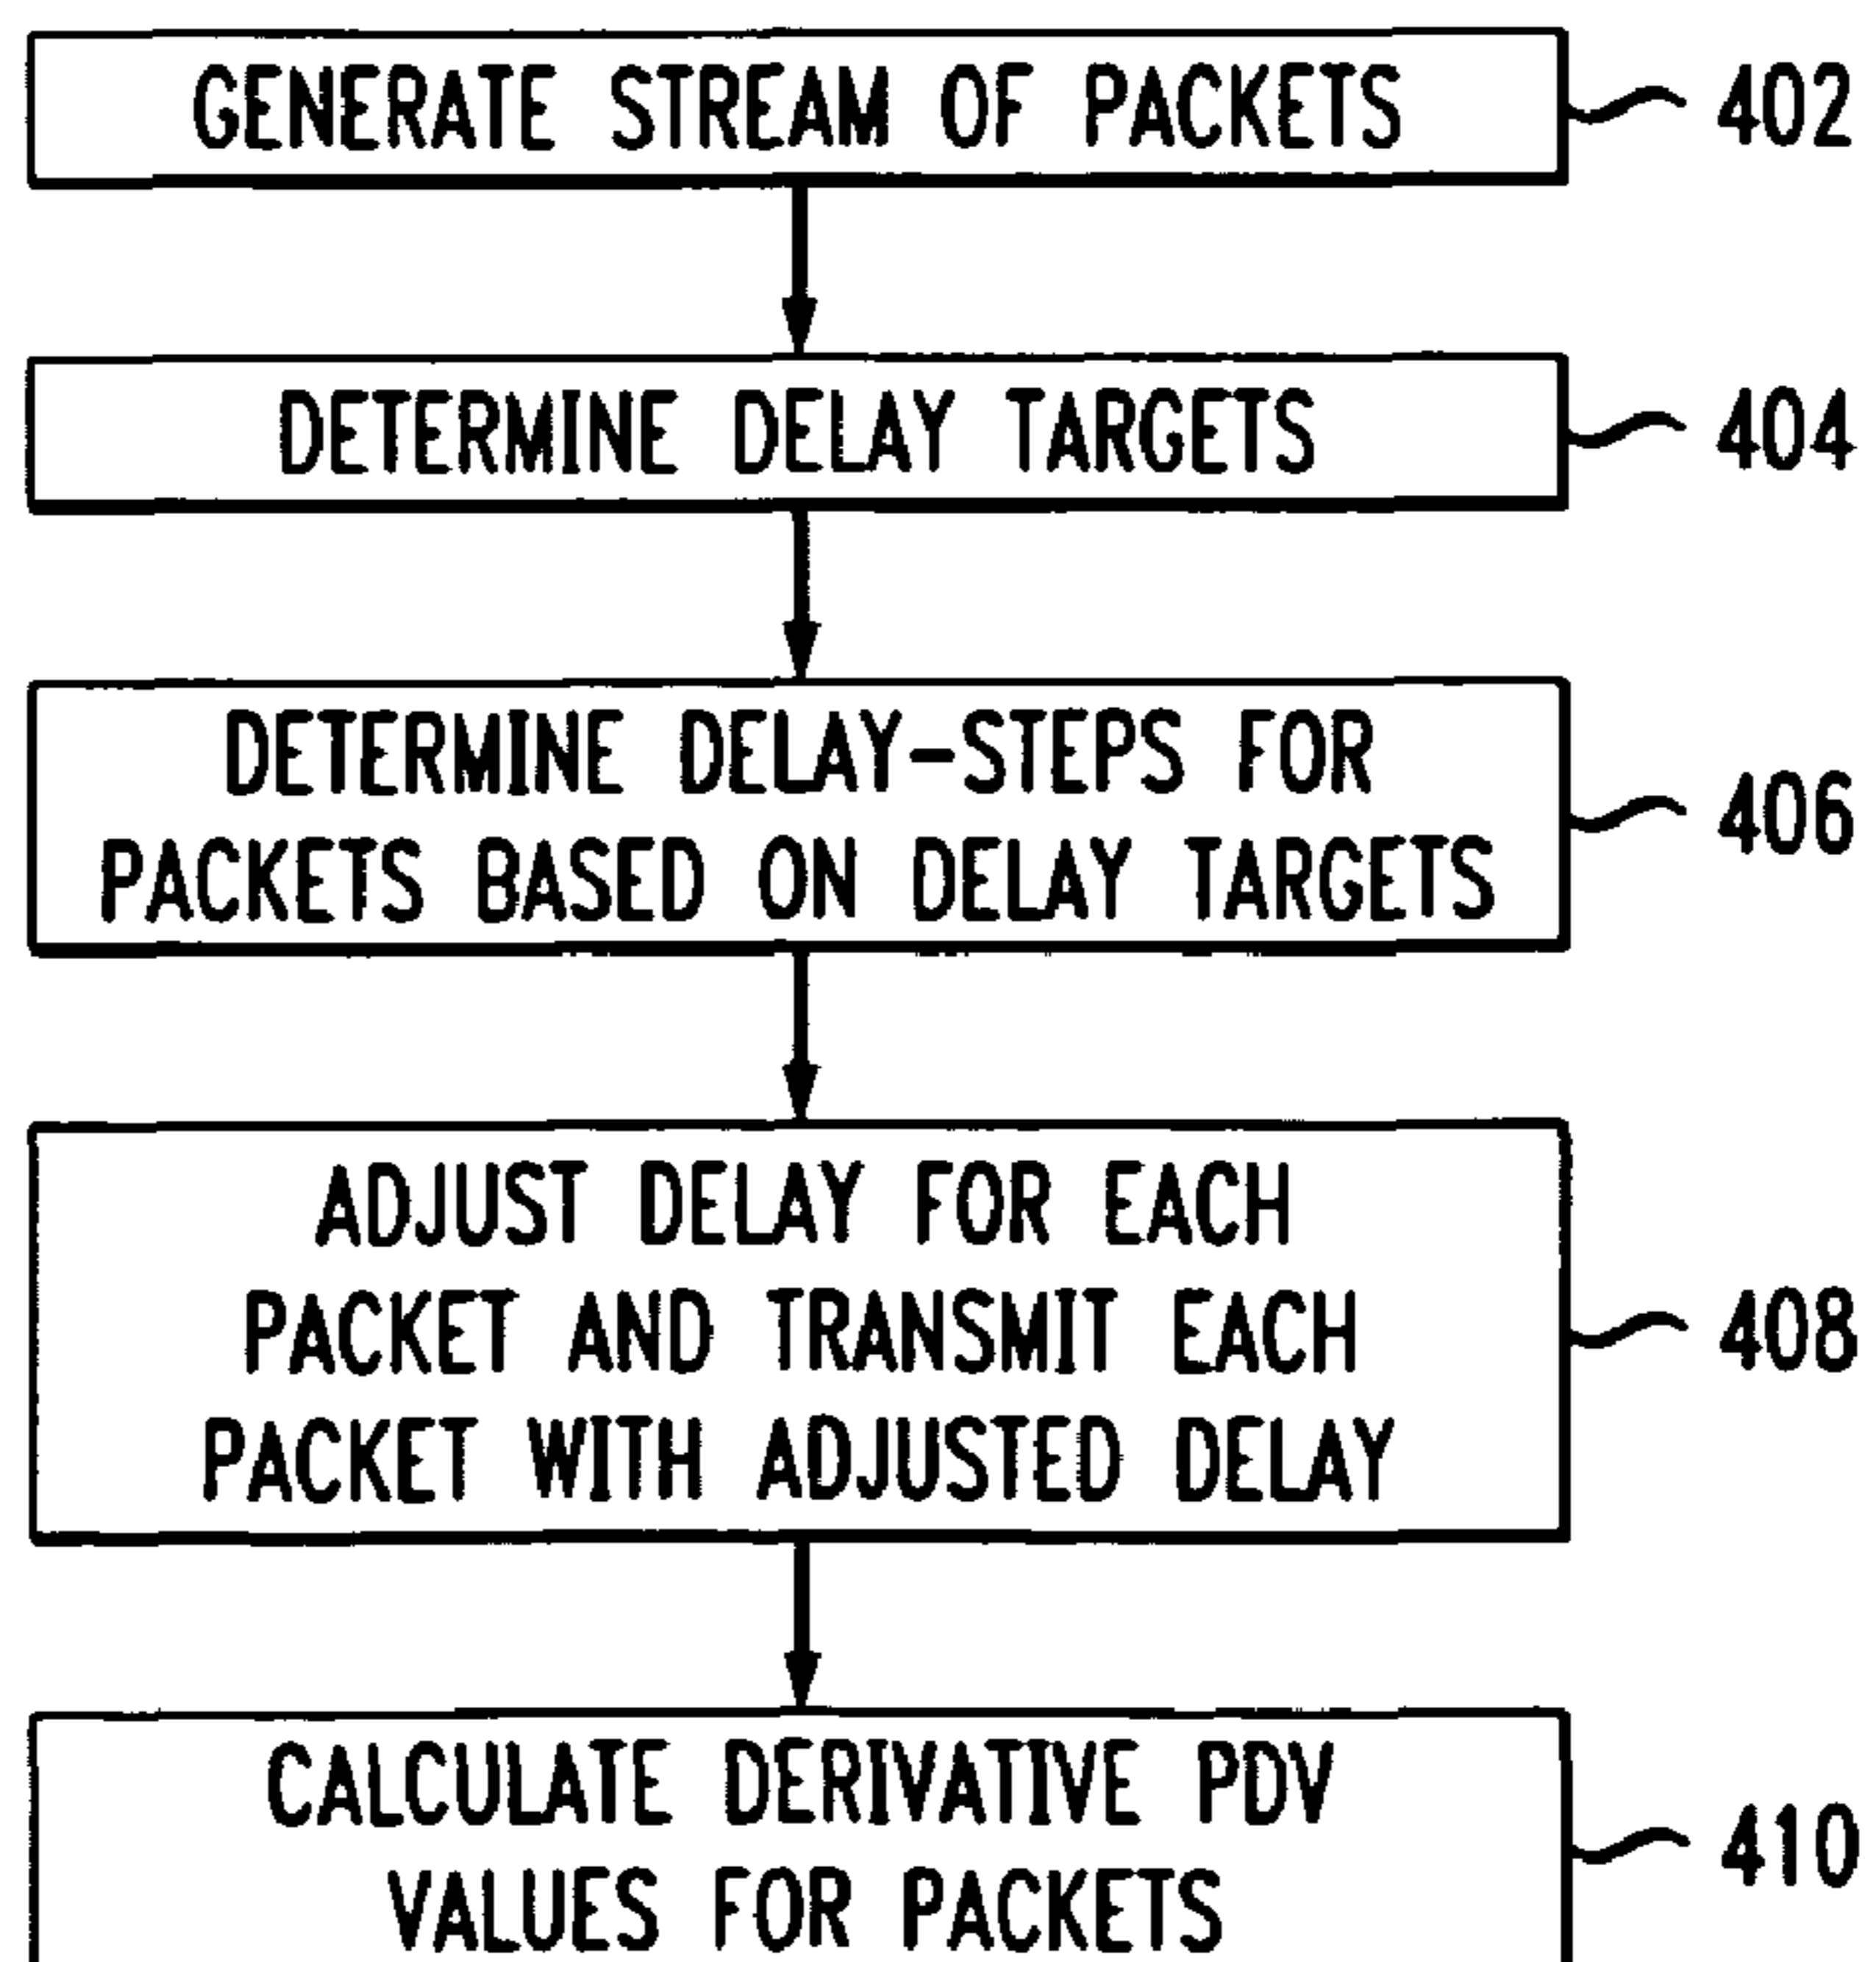 GENERATE STREAM OF PACKETS
402
DETERMINE DELAY TARGETS
404
DETERMINE DELAY-STEPS FOR
PACKETS BASED ON DELAY TARGETS
406
ADJUST DELAY FOR EACH
PACKET AND TRANSMIT EACH
PACKET WITH ADJUSTED DELAY
408
CALCULATE DERIVATIVE PDV
VALUES FOR PACKETS
410